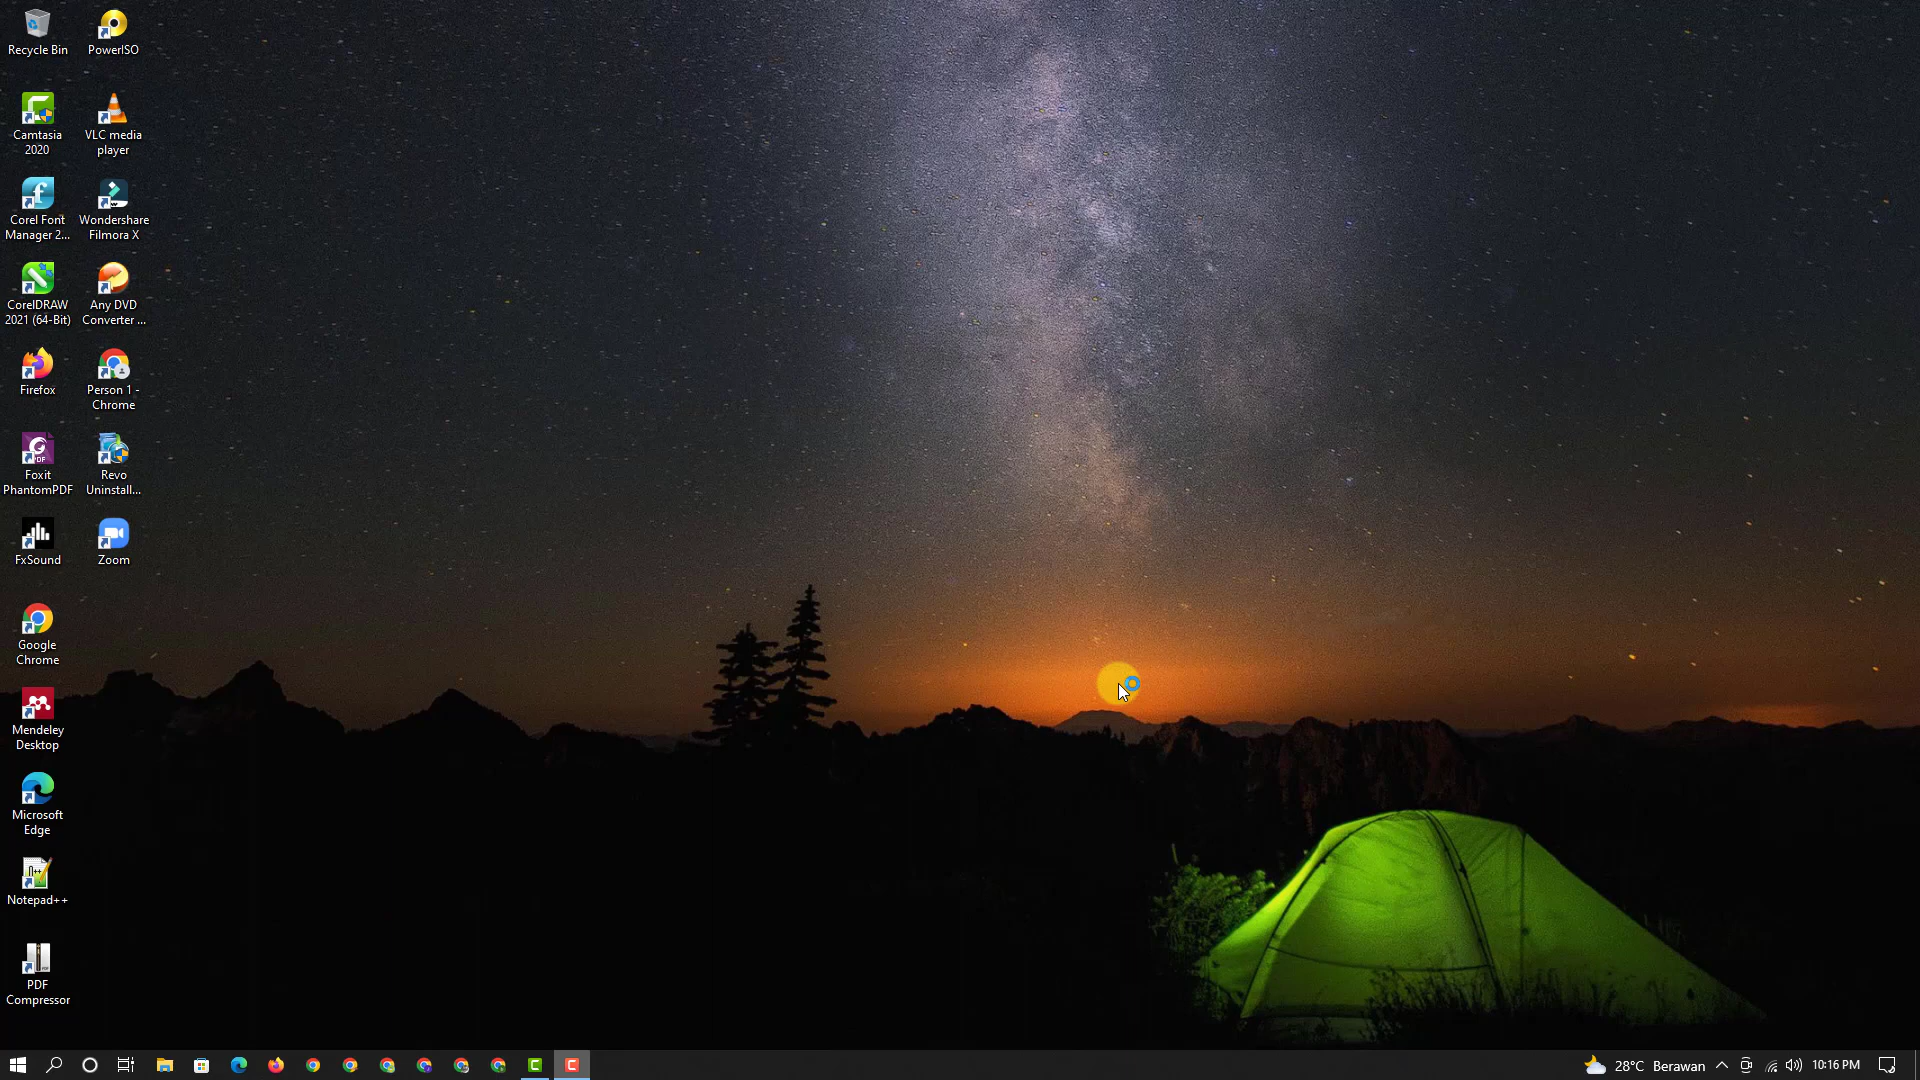 Recycle Bin
PowerISO
Camtasia
2020
VLC media
player
Corel Font
Manager 2...
Wondershare
Filmora X
CorelDRAW
2021 (64-Bit)
Any DVD
Converter ...
Firefox
Person 1 -
Chrome
Foxit
PhantomPDF
Revo
Uninstall...
FxSound
Zoom
Google
Chrome
Mendeley
Desktop
Microsoft
Edge
Notepad++
PDF
Compressor
28°C Berawan
10:16 PM